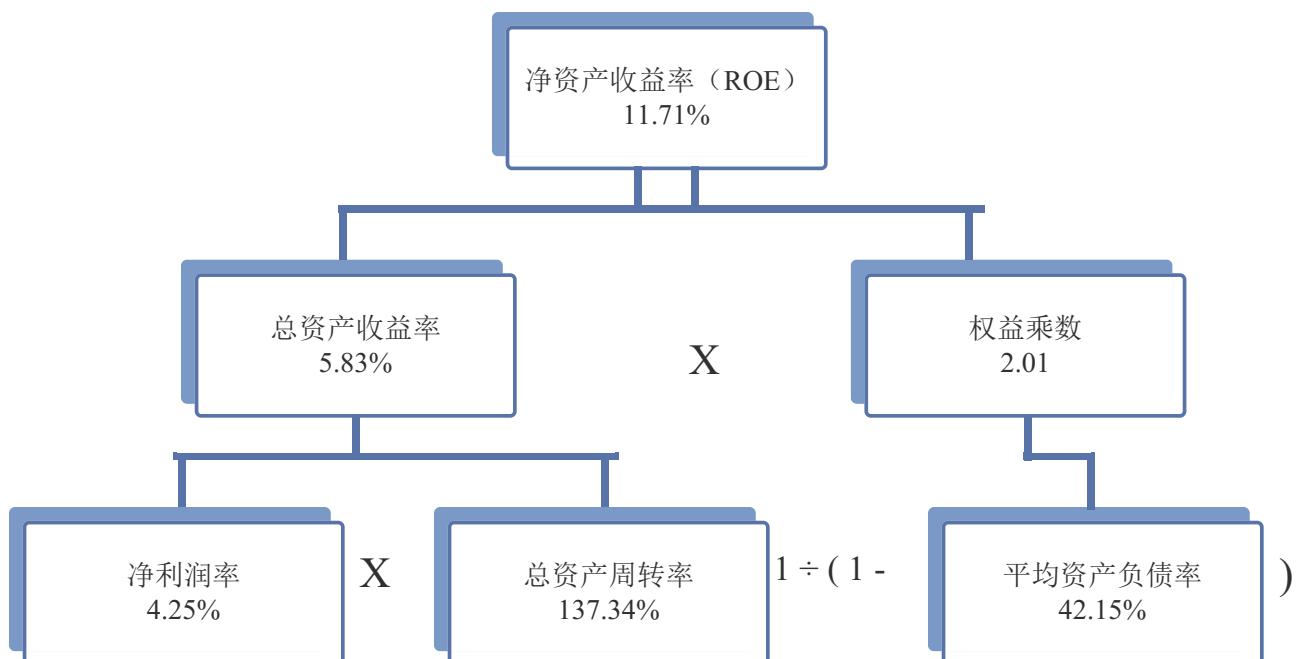 净资产收益率（ROE）
11.71%
总资产收益率
5.83%
X
权益乘数
2.01
净利润率
4.25%
X
总资产周转率
137.34%
1 ÷ ( 1 -
平均资产负债率
42.15%
)